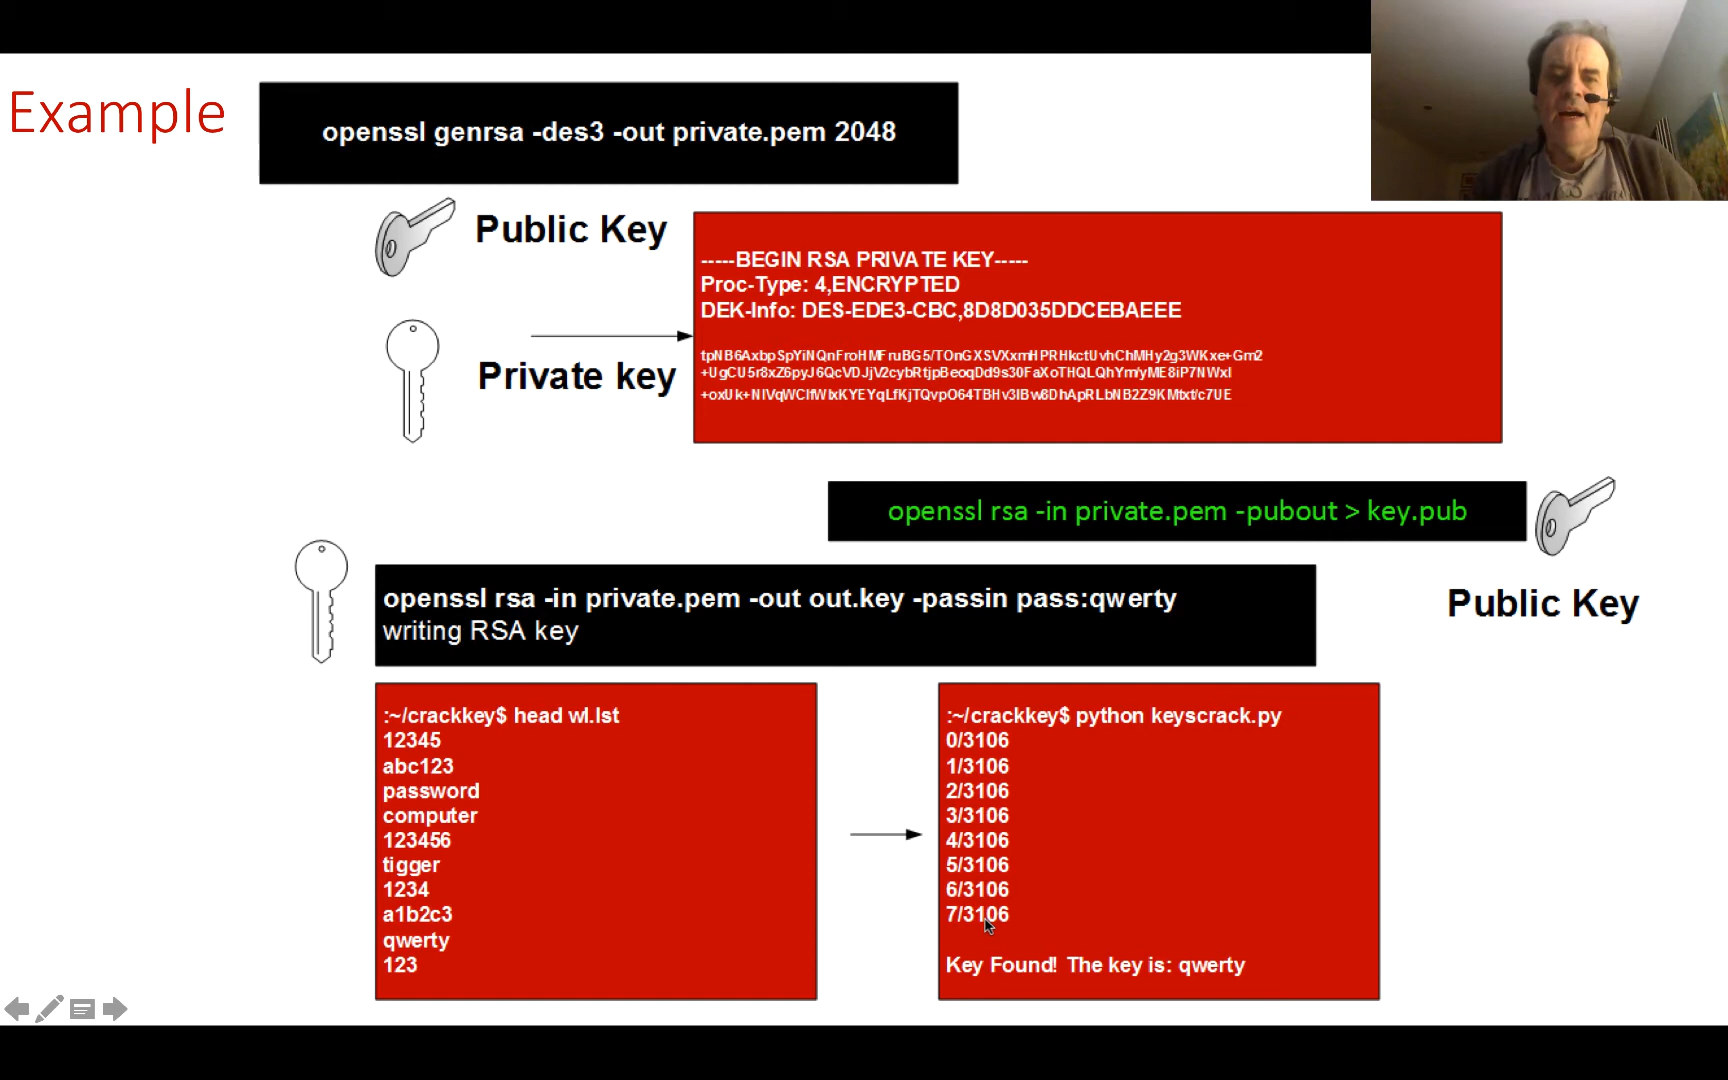 Example
openssl genrsa -des3 -out private.pem 2048
Public Key
-----BEGIN RSA PRIVATE KEY-----
Proc-Type: 4,ENCRYPTED
DEK-Info: DES-EDE3-CBC,8D8D035DDCEBAEEE
Private key
openssl rsa -in private.pem -pubout > key.pub
Public Key
openssl rsa -in private.pem -out out.key -passin pass:qwerty
writing RSA key
:~/crackkey$ head wl.lst
12345
abc123
password
computer
123456
tigger
1234
a1b2c3
qwerty
123
:~/crackkey$ python keyscrack.py
0/3106
1/3106
2/3106
3/3106
4/3106
5/3106
6/3106
7/3106
Key Found! The key is: qwerty